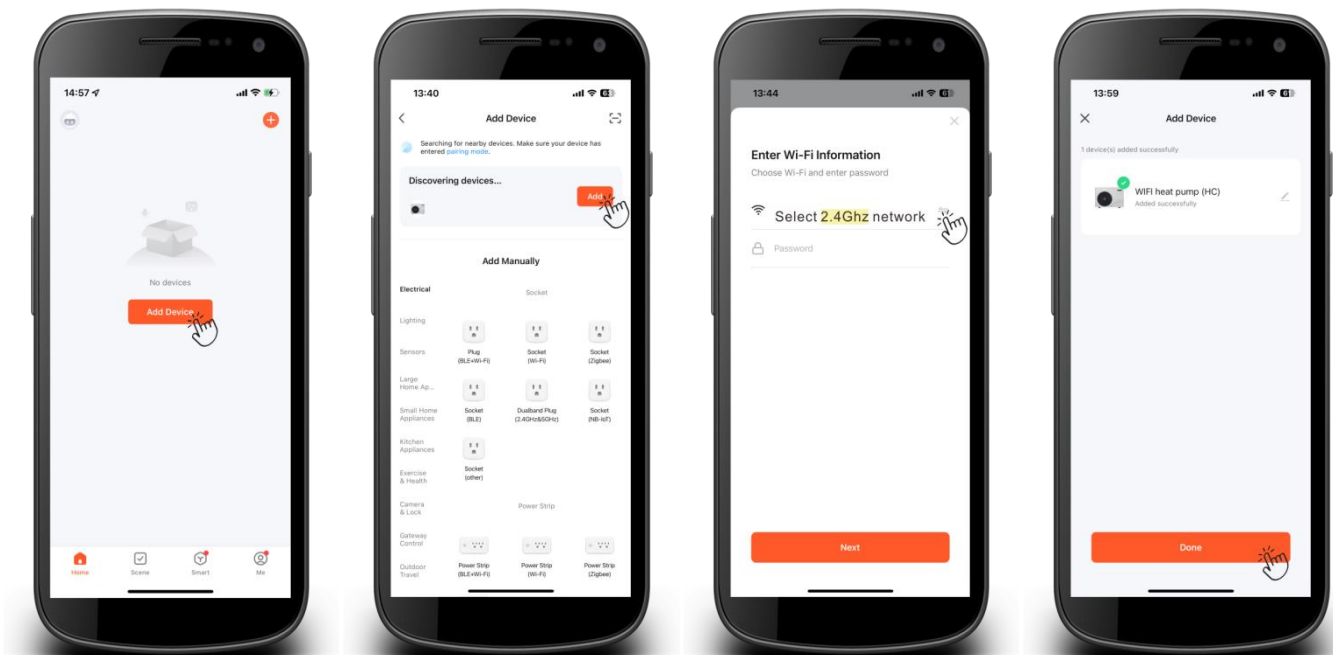 14:57
No devices
Add Device
Home
Scene
Smart
Me
13:40
Add Device
Searching for nearby devices. Make sure your device has
entered pairing mode.
Discovering devices...
Add
Add Manually
Electrical
Socket
Lighting
Sensors
Plug
(BLE+Wi-Fi)
Socket
(Wi-Fi)
Socket
(Zigbee)
Large
Home Ap...
Small Home
Appliances
Socket
(BLE)
Dualband Plug
(2.4GHz&5GHz)
Socket
(NB-IoT)
Kitchen
Appliances
Exercise
& Health
Socket
(other)
Camera
& Lock
Power Strip
Gateway
Control
Outdoor
Travel
Power Strip
(BLE+Wi-Fi)
Power Strip
(Wi-Fi)
Power Strip
(Zigbee)
13:44
Enter Wi-Fi Information
Choose Wi-Fi and enter password
Select 2.4Ghz network
Password
Next
13:59
Add Device
1 device(s) added successfully
WIFI heat pump (HC)
Added successfully
Done